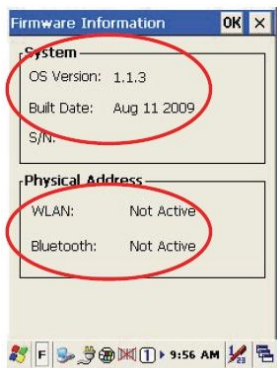 Firmware Information OK ×
System
OS Version: 1.1.3
Built Date: Aug 11 2009
S/N:
Physical Address
WLAN: Not Active
Bluetooth: Not Active
F 1 9:56 AM